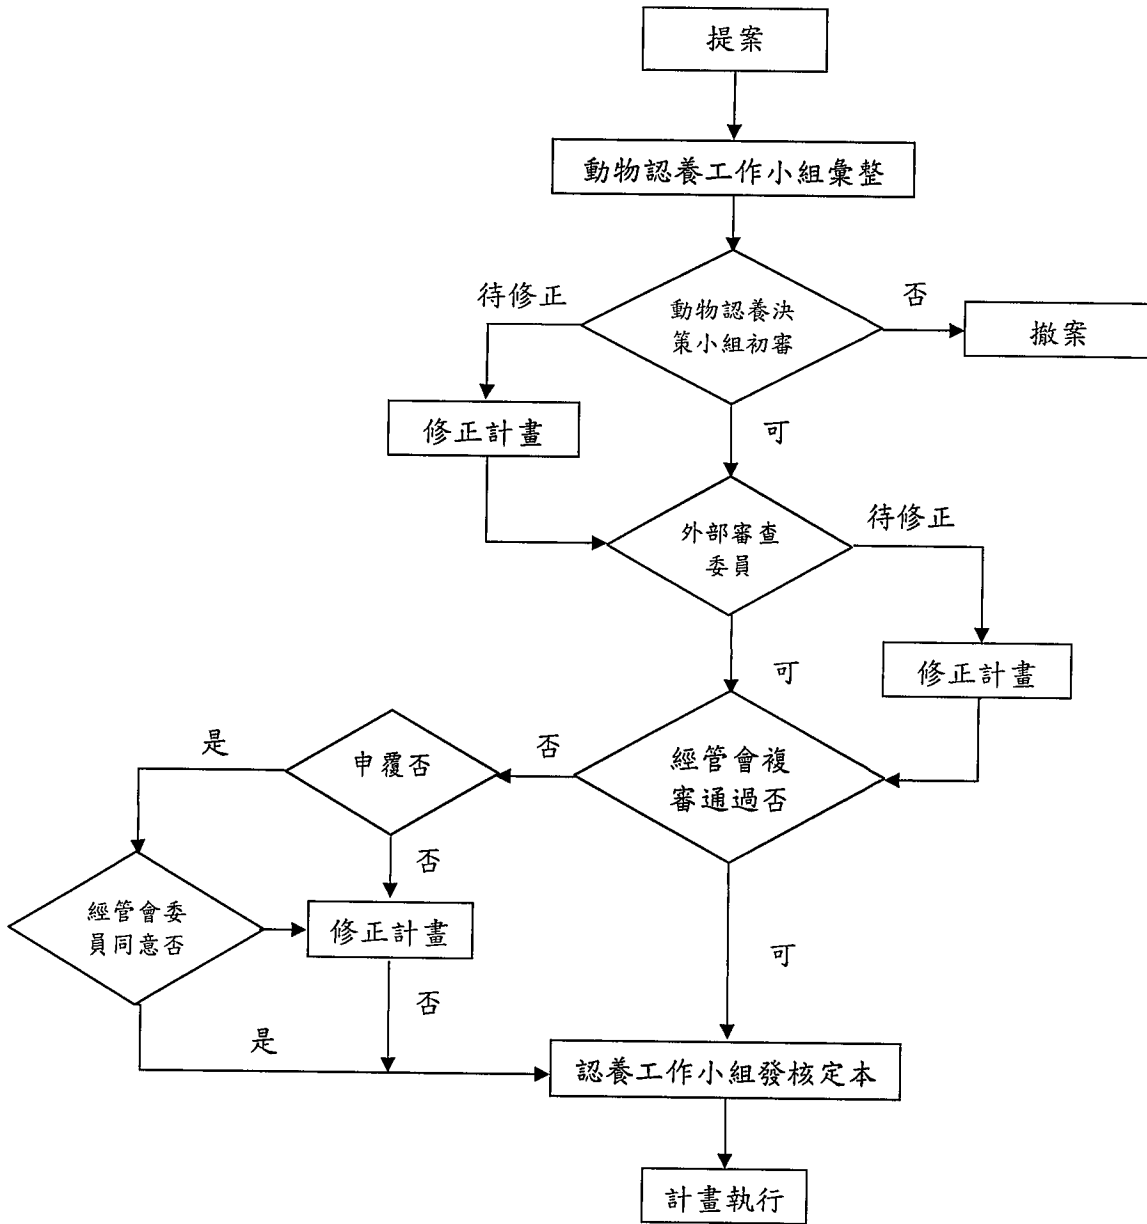 提案
動物認養工作小組彙整
待修正
動物認養決
策小組初審
否
撤案
修正計畫
可
外部審查
委員
待修正
可
修正計畫
是
申覆否
否
經管會複
審通過否
否
經管會委
員同意否
修正計畫
可
否
是
認養工作小組發核定本
計畫執行